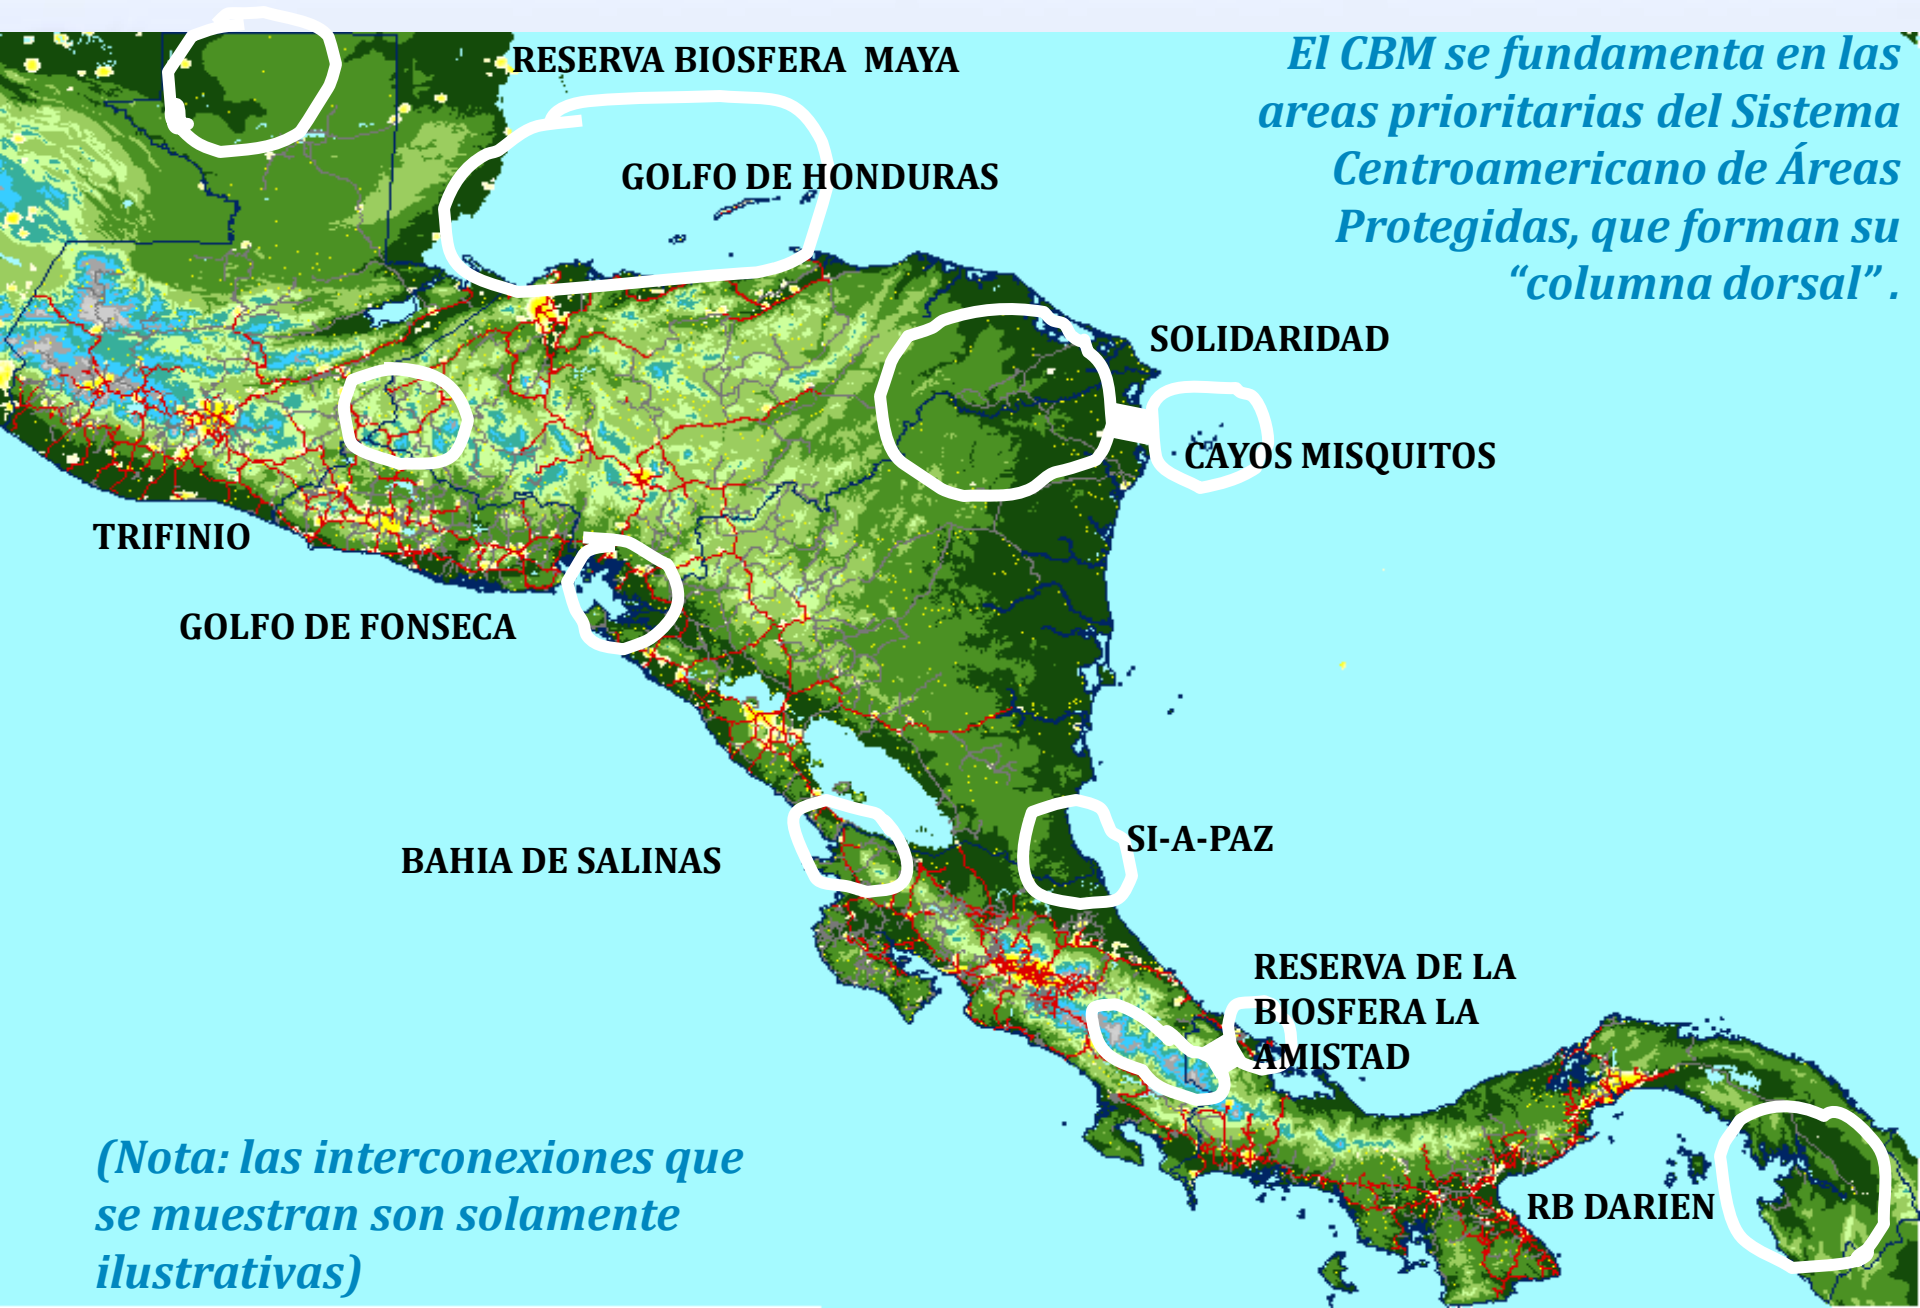 RESERVA BIOSFERA  MAYA
El CBM se fundamenta en las
areas prioritarias del Sistema
Centroamericano de Áreas
Protegidas, que forman su
“columna dorsal” .
GOLFO DE HONDURAS
SOLIDARIDAD
CAYOS MISQUITOS
TRIFINIO
GOLFO DE FONSECA
BAHIA DE SALINAS
SI-A-PAZ
RESERVA DE LA
BIOSFERA LA
AMISTAD
RB DARIEN
(Nota: las interconexiones que
se muestran son solamente
ilustrativas)